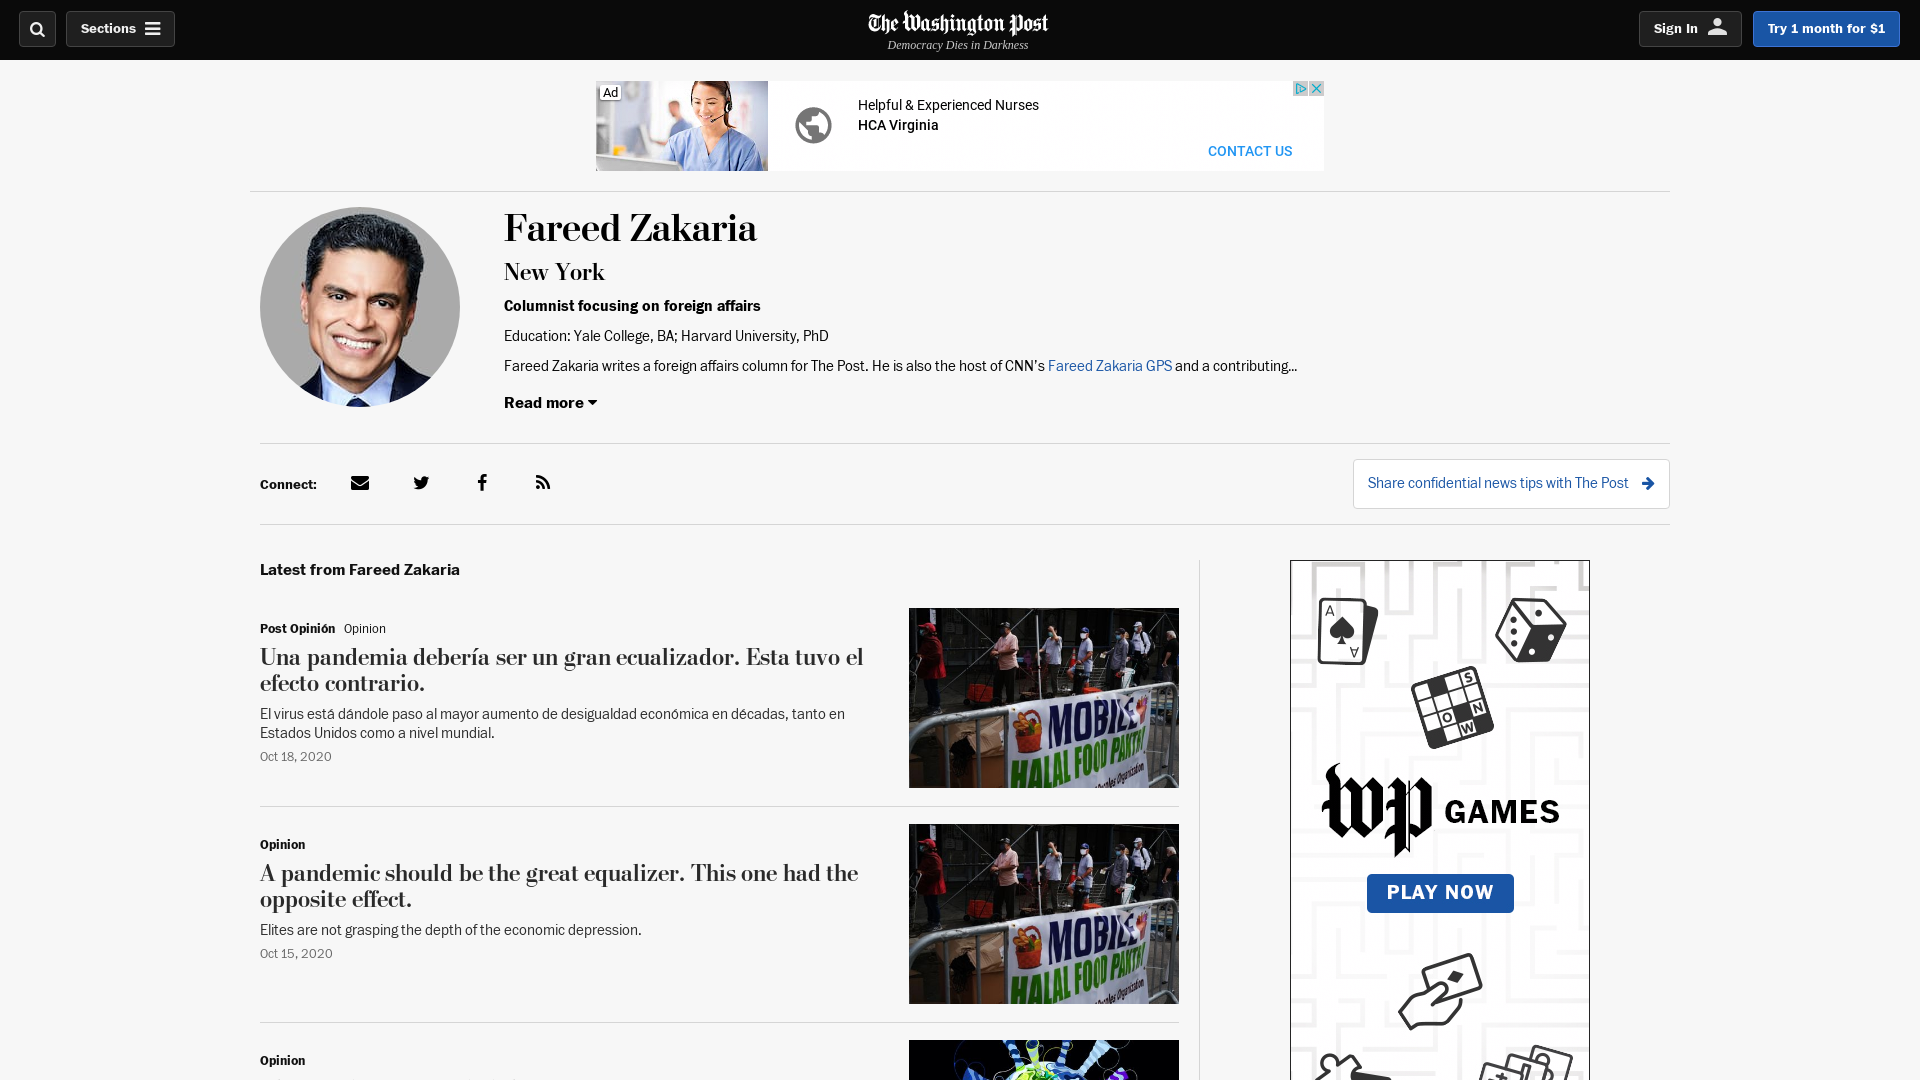 Sections
The Washington Post
Democracy Dies in Darkness
Sign In
Try 1 month for $1
Ad
Helpful & Experienced Nurses
HCA Virginia
CONTACT US
Fareed Zakaria
New York
Columnist focusing on foreign affairs
Education: Yale College, BA; Harvard University, PhD
Fareed Zakaria writes a foreign affairs column for The Post. He is also the host of CNN's Fareed Zakaria GPS and a contributing...
Read more
Connect:
Share confidential news tips with The Post
Latest from Fareed Zakaria
Post Opinión Opinion
Una pandemia debería ser un gran ecualizador. Esta tuvo el
efecto contrario.
El virus está dándole paso al mayor aumento de desigualdad económica en décadas, tanto en
Estados Unidos como a nivel mundial.
Oct 18, 2020
MOBILE
HALAL FOOD PANTRY
Organization
Opinion
A pandemic should be the great equalizer. This one had the
opposite effect.
Elites are not grasping the depth of the economic depression.
Oct 15, 2020
MOBILE
HALAL FOOD PANTRY
Organization
Opinion
A
A
S
O
N
W
wp GAMES
PLAY NOW